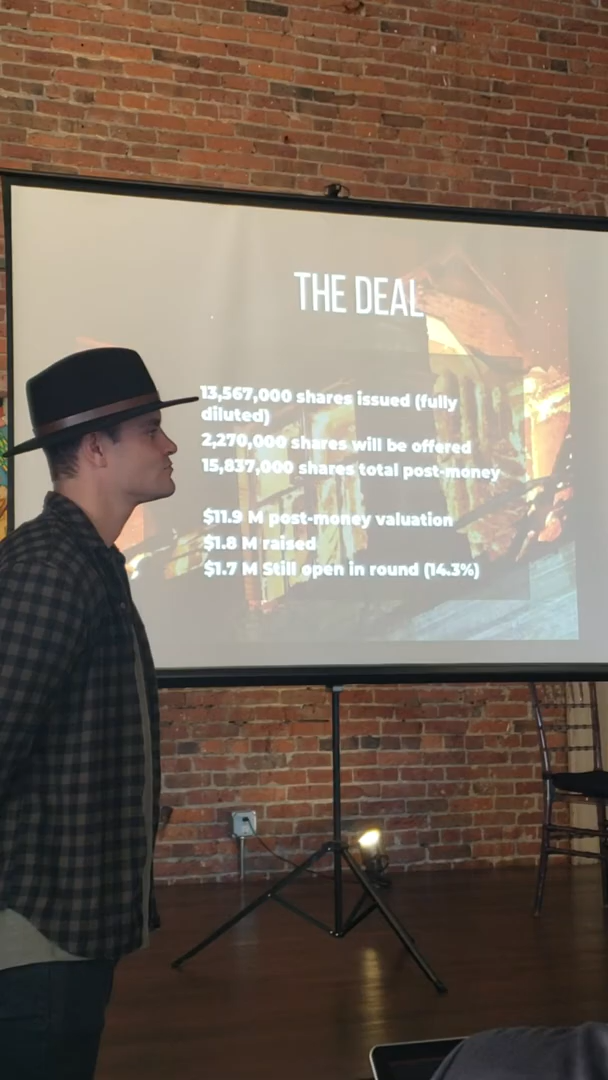 THE DEAL
13,567,000 shares issued (fully
diluted)
2,270,000 shares will be offered
15,837,000 shares total post-money
$11.9 M post-money valuation
$1.8 M raised
$1.7 M Still open in round (14.3%)